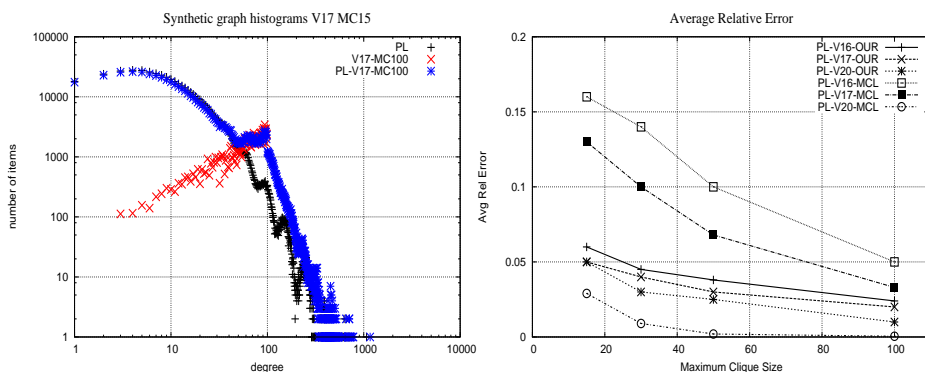 Synthetic graph histograms V17 MC15
100000
10000
1000
100
10
1
1
10
100
1000
10000
number of items
degree
PL
V17-MC100
PL-V17-MC100
Average Relative Error
0.2
0.15
0.1
0.05
0
0
20
40
60
80
100
Avg Rel Error
Maximum Clique Size
PL-V16-OUR
PL-V17-OUR
PL-V20-OUR
PL-V16-MCL
PL-V17-MCL
PL-V20-MCL